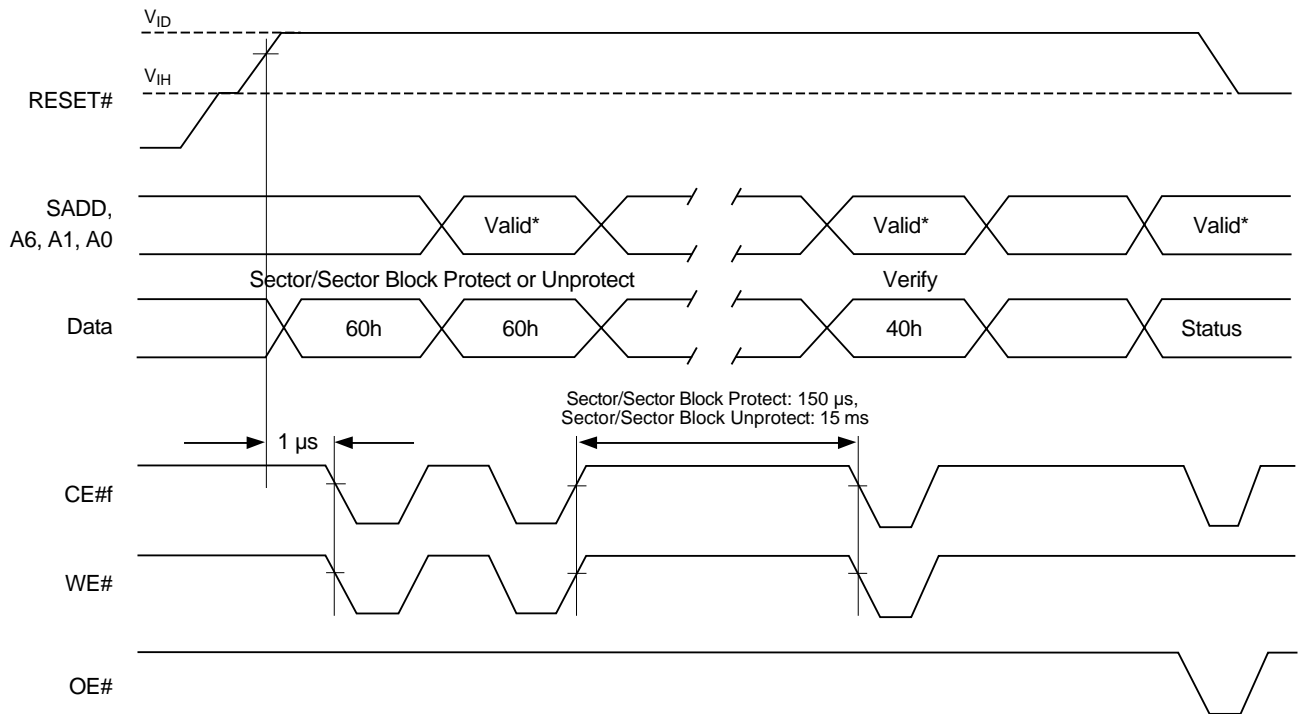 VID
VIH
RESET#
SADD,
A6, A1, A0
Valid*
Valid*
Valid*
Sector/Sector Block Protect or Unprotect
Verify
Data
60h
60h
40h
Status
Sector/Sector Block Protect: 150 µs,
Sector/Sector Block Unprotect: 15 ms
1 µs
CE#f
WE#
OE#